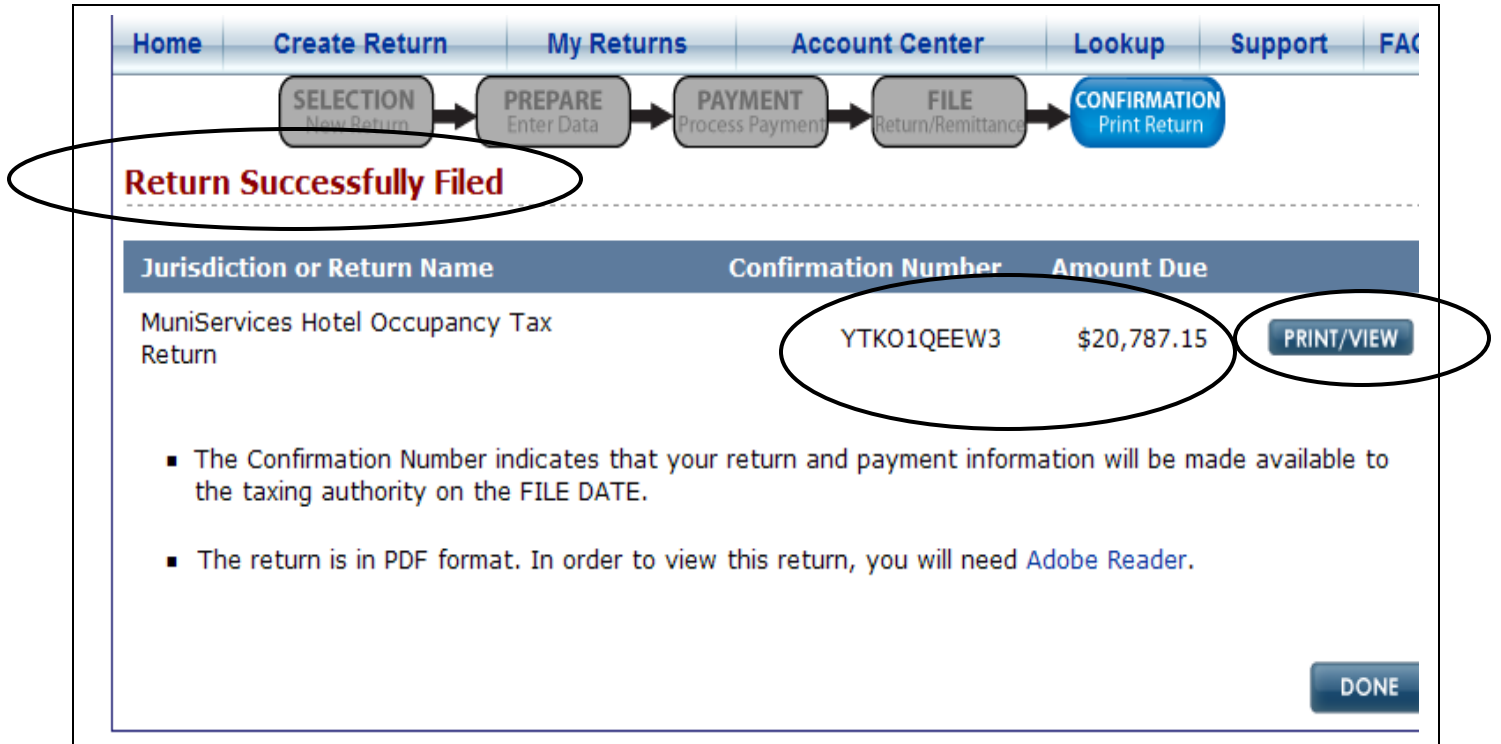 Home Create Return My Returns Account Center Lookup Support FAQ
SELECTION PREPARE PAYMENT FILE CONFIRMATION
New Return Enter Data Process Payment Return/Remittance Print Return
Return Successfully Filed
Jurisdiction or Return Name Confirmation Number Amount Due
MuniServices Hotel Occupancy Tax
Return
YTKO1QEEW3 $20,787.15 PRINT/VIEW
▪ The Confirmation Number indicates that your return and payment information will be made available to
the taxing authority on the FILE DATE.
▪ The return is in PDF format. In order to view this return, you will need Adobe Reader.
DONE